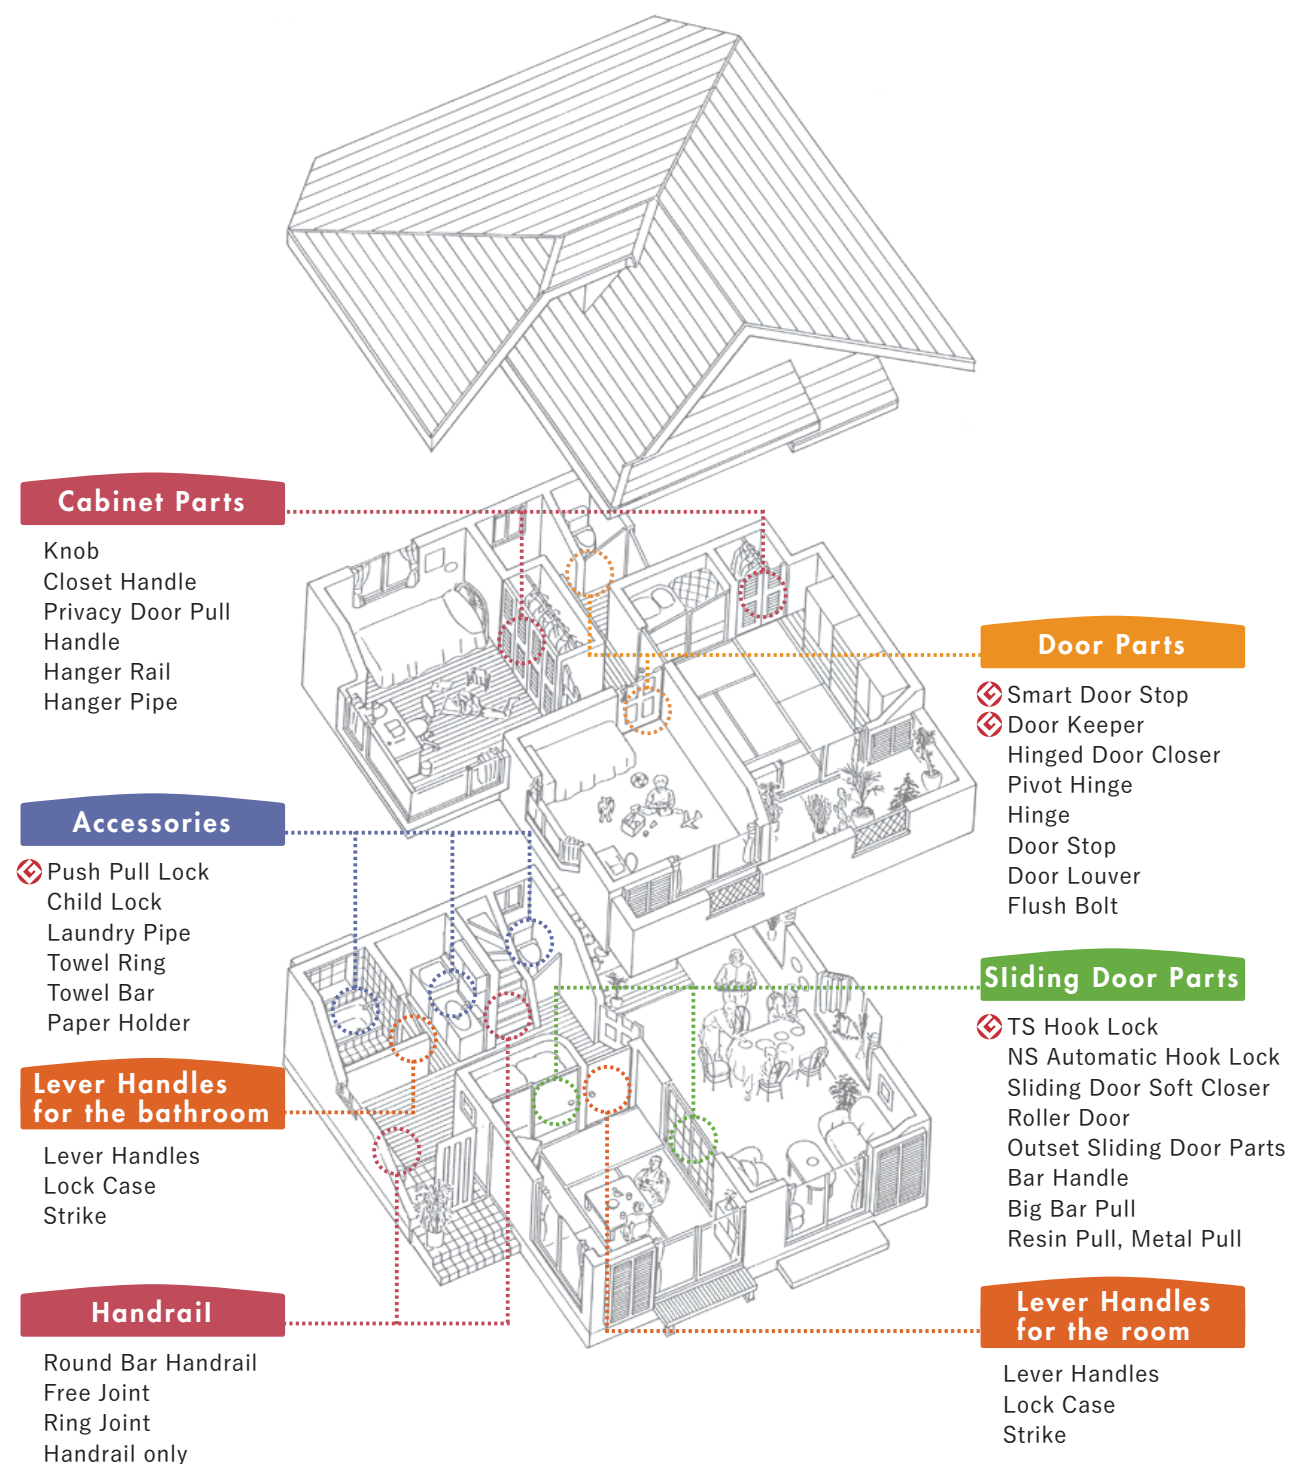 Cabinet Parts
Knob
Closet Handle
Privacy Door Pull
Handle
Hanger Rail
Hanger Pipe
Accessories
Push Pull Lock
Child Lock
Laundry Pipe
Towel Ring
Towel Bar
Paper Holder
Lever Handles
for the bathroom
Lever Handles
Lock Case
Strike
Handrail
Round Bar Handrail
Free Joint
Ring Joint
Handrail only
Door Parts
Smart Door Stop
Door Keeper
Hinged Door Closer
Pivot Hinge
Hinge
Door Stop
Door Louver
Flush Bolt
Sliding Door Parts
TS Hook Lock
NS Automatic Hook Lock
Sliding Door Soft Closer
Roller Door
Outset Sliding Door Parts
Bar Handle
Big Bar Pull
Resin Pull, Metal Pull
Lever Handles
for the room
Lever Handles
Lock Case
Strike